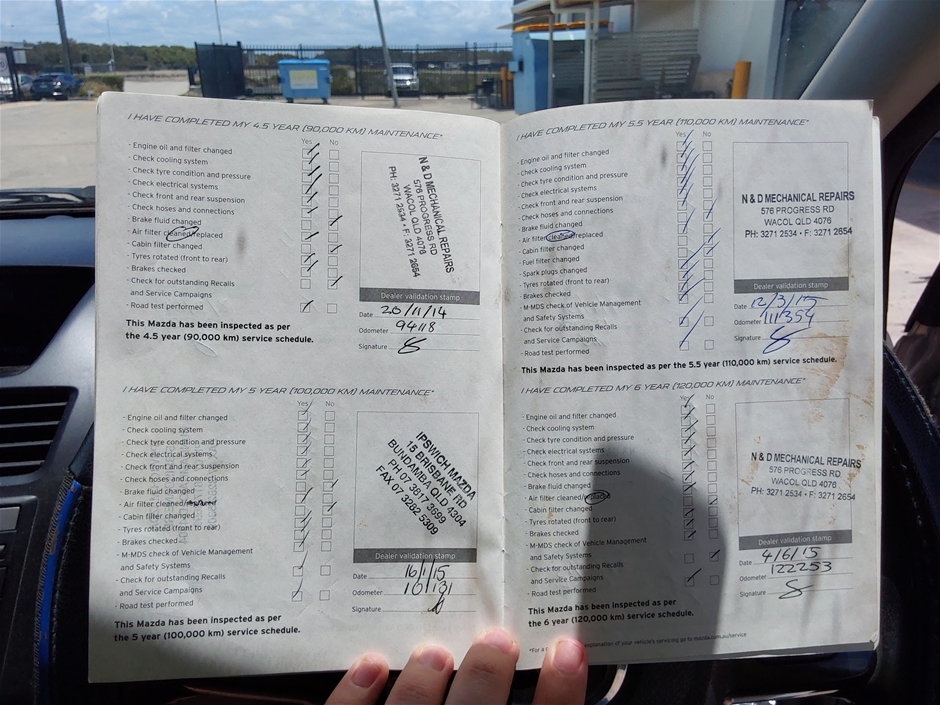 I HAVE COMPLETED MY 4.5 YEAR (90,000 KM) MAINTENANCE*
Yes No
- Engine oil and filter changed
- Check cooling system
- Check tyre condition and pressure
- Check electrical systems
- Check front and rear suspension
- Check hoses and connections
- Brake fluid changed
- Air filter cleaned/replaced
- Cabin filter changed
- Tyres rotated (front to rear)
- Brakes checked
- Check for outstanding Recalls
and Service Campaigns
- Road test performed
This Mazda has been inspected as per
the 4.5 year (90,000 km) service schedule.
N & D MECHANICAL REPAIRS
576 PROGRESS RD
WACOL QLD 4076
PH: 3271 2534 • F: 3271 2654
Dealer validation stamp
Date 20/11/14
Odometer 94118
Signature
I HAVE COMPLETED MY 5 YEAR (100,000 KM) MAINTENANCE*
Yes No
- Engine oil and filter changed
- Check cooling system
- Check tyre condition and pressure
- Check electrical systems
- Check front and rear suspension
- Check hoses and connections
- Brake fluid changed
- Air filter cleaned/
- Cabin filter changed
- Tyres rotated (front to rear)
- Brakes checked
- M-MDS check of Vehicle Management
and Safety Systems
- Check for outstanding Recalls
and Service Campaigns
- Road test performed
This Mazda has been inspected as per
the 5 year (100,000 km) service schedule.
IPSWICH MAZDA
15 BRISBANE RD
BUNDAMBA QLD 4304
PH 07 3817 3699
FAX 07 3282 5309
Dealer validation stamp
Date 16/1/15
Odometer
Signature
I HAVE COMPLETED MY 5.5 YEAR (110,000 KM) MAINTENANCE*
Yes No
- Engine oil and filter changed
- Check cooling system
- Check tyre condition and pressure
- Check electrical systems
- Check front and rear suspension
- Check hoses and connections
- Brake fluid changed
- Air filter cleaned/replaced
- Cabin filter changed
- Fuel filter changed
- Spark plugs changed
- Tyres rotated (front to rear)
- Brakes checked
- M-MDS check of Vehicle Management
and Safety Systems
- Check for outstanding Recalls
and Service Campaigns
- Road test performed
This Mazda has been inspected as per the 5.5 year (110,000 km) service schedule.
N & D MECHANICAL REPAIRS
576 PROGRESS RD
WACOL QLD 4076
PH: 3271 2534 • F: 3271 2654
Dealer validation stamp
Date 12/3/15
Odometer 111354
Signature
I HAVE COMPLETED MY 6 YEAR (120,000 KM) MAINTENANCE*
Yes No
- Engine oil and filter changed
- Check cooling system
- Check tyre condition and pressure
- Check electrical systems
- Check front and rear suspension
- Check hoses and connections
- Brake fluid changed
- Air filter cleaned/replaced
- Cabin filter changed
- Tyres rotated (front to rear)
- Brakes checked
- M-MDS check of Vehicle Management
and Safety Systems
- Check for outstanding Recalls
and Service Campaigns
- Road test performed
This Mazda has been inspected as per
the 6 year (120,000 km) service schedule.
N & D MECHANICAL REPAIRS
576 PROGRESS RD
WACOL QLD 4076
PH: 3271 2534 • F: 3271 2654
Dealer validation stamp
Date 4/6/15
Odometer 122253
Signature
*For a explanation of your vehicle's servicing go to mazda.com.au/service